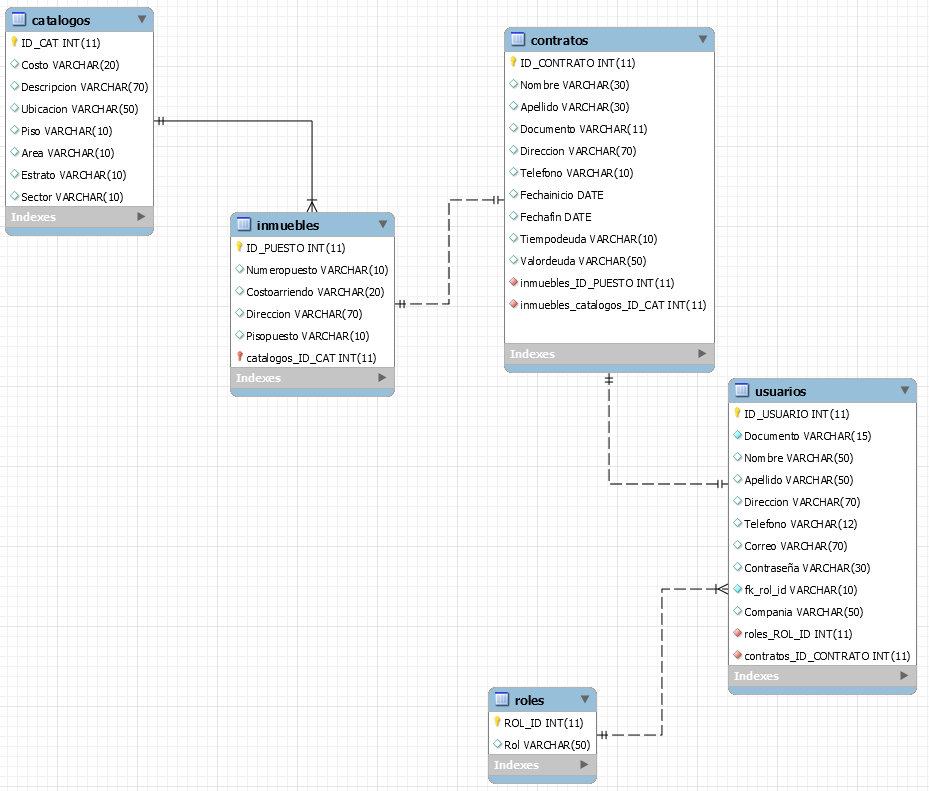 catalogos
ID_CAT INT(11)
Costo VARCHAR(20)
Descripcion VARCHAR(70)
Ubicacion VARCHAR(50)
Piso VARCHAR(10)
Area VARCHAR(10)
Estrato VARCHAR(10)
Sector VARCHAR(10)
Indexes
inmuebles
ID_PUESTO INT(11)
Numeropuesto VARCHAR(10)
Costoarriendo VARCHAR(20)
Direccion VARCHAR(70)
Pisopuesto VARCHAR(10)
catalogos_ID_CAT INT(11)
Indexes
contratos
ID_CONTRATO INT(11)
Nombre VARCHAR(30)
Apellido VARCHAR(30)
Documento VARCHAR(11)
Direccion VARCHAR(70)
Telefono VARCHAR(10)
Fechainicio DATE
Fechafin DATE
Tiempodeuda VARCHAR(10)
Valordeuda VARCHAR(50)
inmuebles_ID_PUESTO INT(11)
inmuebles_catalogos_ID_CAT INT(11)
Indexes
usuarios
ID_USUARIO INT(11)
Documento VARCHAR(15)
Nombre VARCHAR(50)
Apellido VARCHAR(50)
Direccion VARCHAR(70)
Telefono VARCHAR(12)
Correo VARCHAR(70)
Contraseña VARCHAR(30)
fk_rol_id VARCHAR(10)
Compania VARCHAR(50)
roles_ROL_ID INT(11)
contratos_ID_CONTRATO INT(11)
Indexes
roles
ROL_ID INT(11)
Rol VARCHAR(50)
Indexes